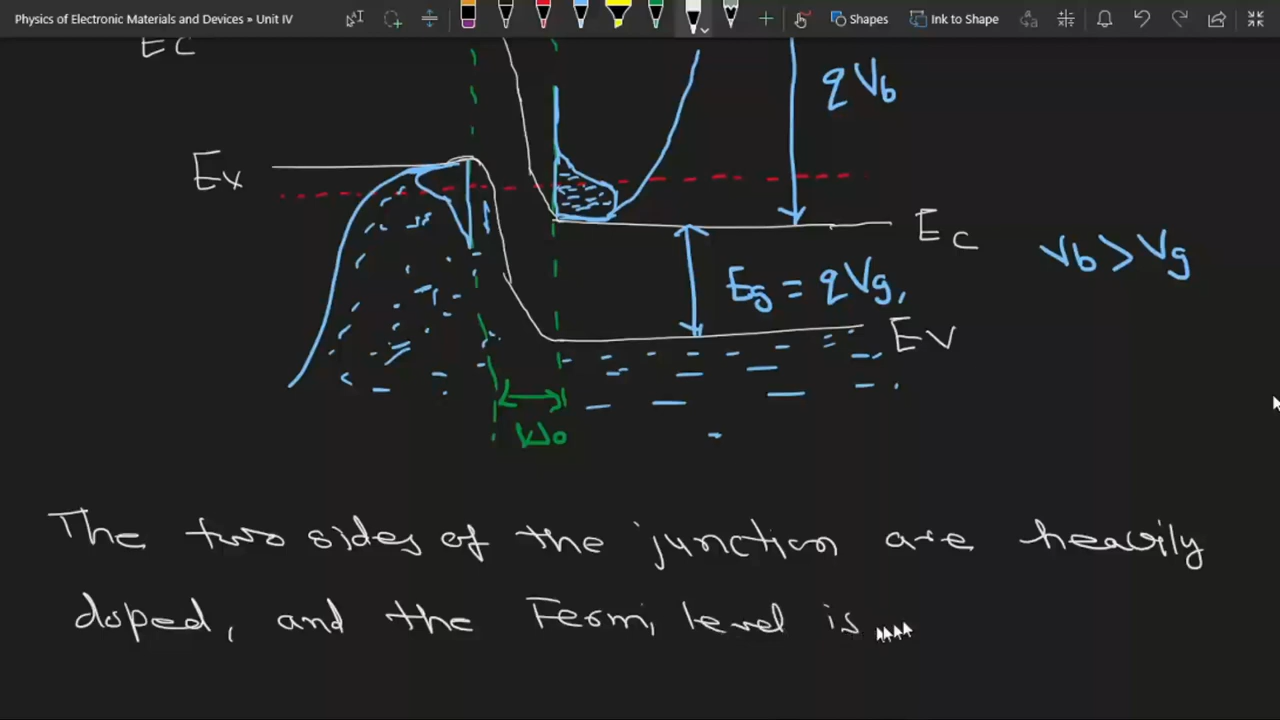 Physics of Electronic Materials and Devices » Unit IV
Shapes
Ink to Shape
Ec
qVb
Ev
Ec
Vb > Vg
Eg = qVg,
Ev
Wo
The two sides of the junction are heavily
doped, and the Fermi level is